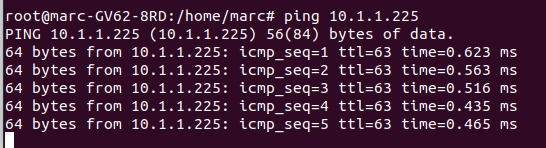 root@marc-GV62-8RD:/home/marc# ping 10.1.1.225
PING 10.1.1.225 (10.1.1.225) 56(84) bytes of data.
64 bytes from 10.1.1.225: icmp_seq=1 ttl=63 time=0.623 ms
64 bytes from 10.1.1.225: icmp_seq=2 ttl=63 time=0.563 ms
64 bytes from 10.1.1.225: icmp_seq=3 ttl=63 time=0.516 ms
64 bytes from 10.1.1.225: icmp_seq=4 ttl=63 time=0.435 ms
64 bytes from 10.1.1.225: icmp_seq=5 ttl=63 time=0.465 ms